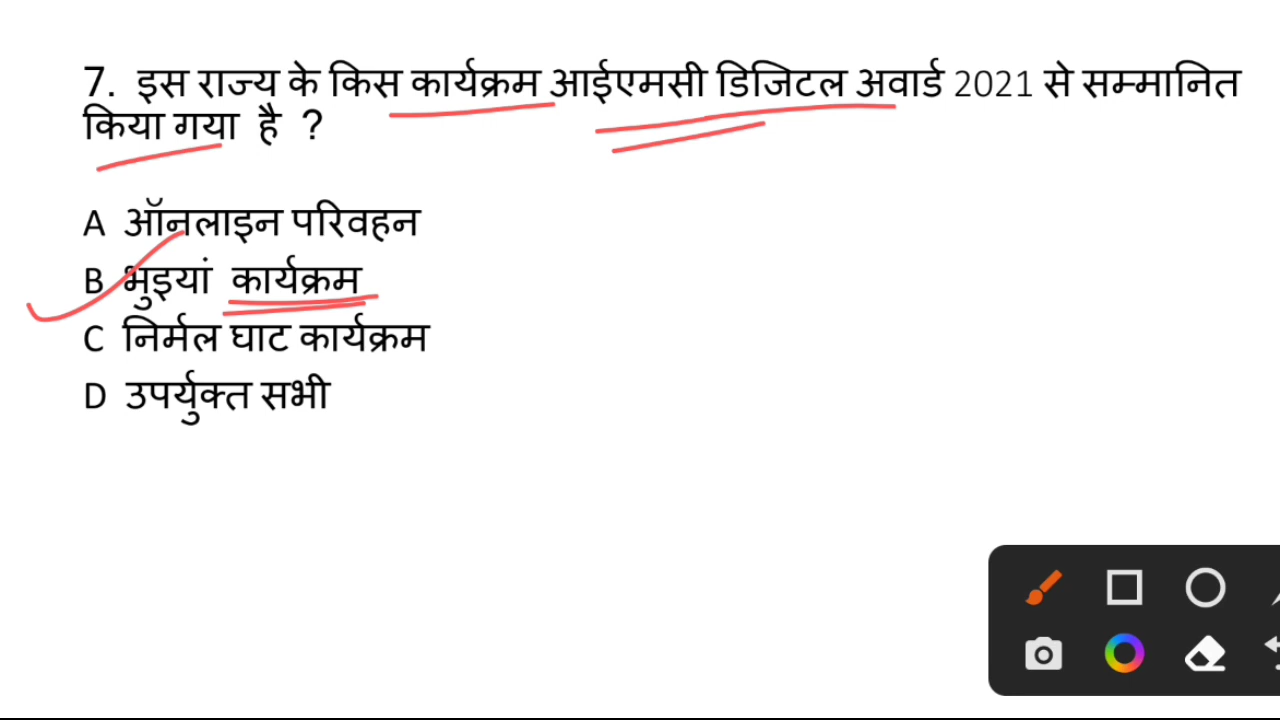 7. इस राज्य के किस कार्यक्रम आईएमसी डिजिटल अवार्ड 2021 से सम्मानित
किया गया है ?
A ऑनलाइन परिवहन
B भुइयां कार्यक्रम
C निर्मल घाट कार्यक्रम
D उपर्युक्त सभी